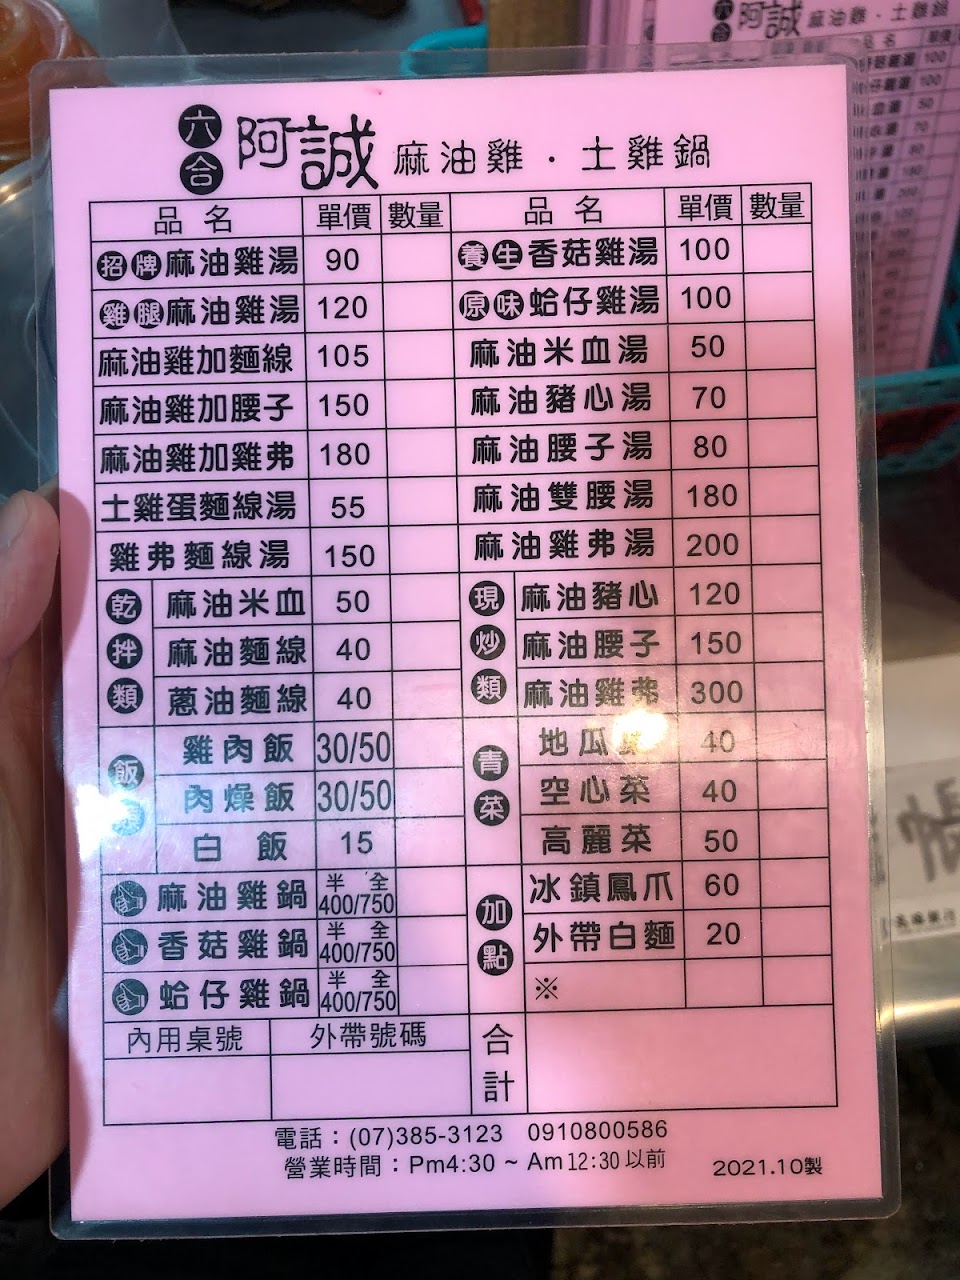 六合 阿誠 麻油雞．土雞鍋
品名 單價 數量 品名 單價 數量
招牌麻油雞湯 90 養生香菇雞湯 100
雞腿麻油雞湯 120 原味蛤仔雞湯 100
麻油雞加麵線 105 麻油米血湯 50
麻油雞加腰子 150 麻油豬心湯 70
麻油雞加雞弗 180 麻油腰子湯 80
土雞蛋麵線湯 55 麻油雙腰湯 180
雞弗麵線湯 150 麻油雞弗湯 200
乾拌類 現炒類
麻油米血 50 麻油豬心 120
麻油麵線 40 麻油腰子 150
蔥油麵線 40 麻油雞弗 300
飯 青菜
雞肉飯 30/50 地瓜 40
肉燥飯 30/50 空心菜 40
白飯 15 高麗菜 50
加點
麻油雞鍋 半 全 400/750 冰鎮鳳爪 60
香菇雞鍋 半 全 400/750 外帶白麵 20
蛤仔雞鍋 半 全 400/750 ※
內用桌號 外帶號碼 合計
電話：(07)385-3123 0910800586
營業時間：Pm4:30 ~ Am12:30以前 2021.10製
六合 阿誠 麻油雞．土雞鍋